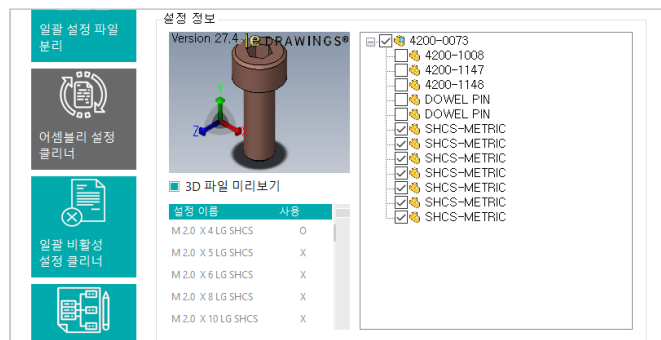 일괄 설정 파일
분리
어셈블리 설정
클리너
일괄 비활성
설정 클리너
설정 정보
Version 27.4. eDRAWINGS®
Y
Z
X
3D 파일 미리보기
설정 이름 사용
M 2.0 X 4 LG SHCS O
M 2.0 X 5 LG SHCS X
M 2.0 X 6 LG SHCS X
M 2.0 X 8 LG SHCS X
M 2.0 X 10 LG SHCS X
4200-0073
4200-1008
4200-1147
4200-1148
DOWEL PIN
DOWEL PIN
SHCS-METRIC
SHCS-METRIC
SHCS-METRIC
SHCS-METRIC
SHCS-METRIC
SHCS-METRIC
SHCS-METRIC